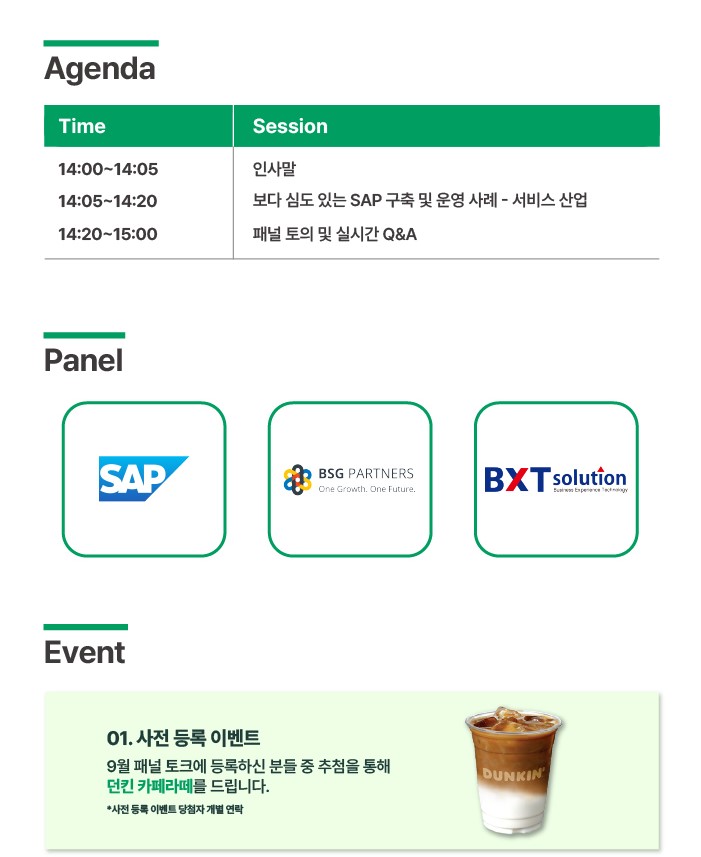 Agenda
Time Session
14:00~14:05 인사말
14:05~14:20 보다 심도 있는 SAP 구축 및 운영 사례 - 서비스 산업
14:20~15:00 패널 토의 및 실시간 Q&A
Panel
SAP
BSG PARTNERS
One Growth. One Future.
BXT solution
Business Experience Technology
Event
01. 사전 등록 이벤트
9월 패널 토크에 등록하신 분들 중 추첨을 통해
던킨 카페라떼를 드립니다.
*사전 등록 이벤트 당첨자 개별 연락
DUNKIN'